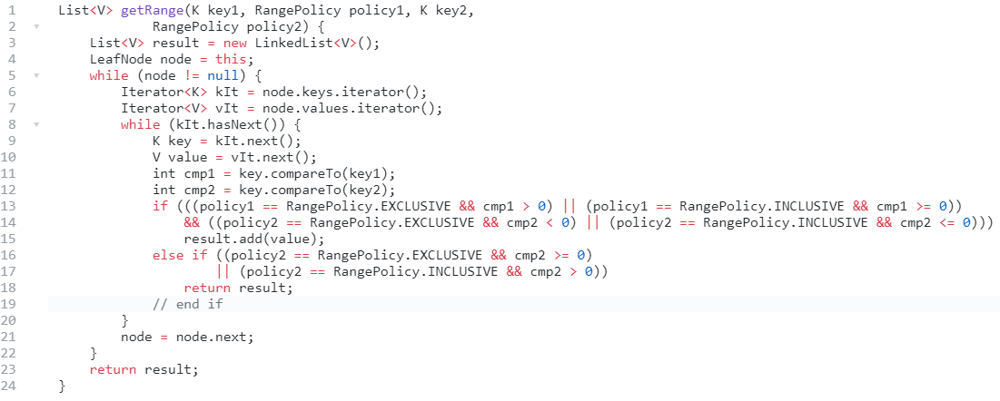 1 List<V> getRange(K key1, RangePolicy policy1, K key2,
2 RangePolicy policy2) {
3 List<V> result = new LinkedList<V>();
4 LeafNode node = this;
5 while (node != null) {
6 Iterator<K> kIt = node.keys.iterator();
7 Iterator<V> vIt = node.values.iterator();
8 while (kIt.hasNext()) {
9 K key = kIt.next();
10 V value = vIt.next();
11 int cmp1 = key.compareTo(key1);
12 int cmp2 = key.compareTo(key2);
13 if (((policy1 == RangePolicy.EXCLUSIVE && cmp1 > 0) || (policy1 == RangePolicy.INCLUSIVE && cmp1 >= 0))
14 && ((policy2 == RangePolicy.EXCLUSIVE && cmp2 < 0) || (policy2 == RangePolicy.INCLUSIVE && cmp2 <= 0)))
15 result.add(value);
16 else if ((policy2 == RangePolicy.EXCLUSIVE && cmp2 >= 0)
17 || (policy2 == RangePolicy.INCLUSIVE && cmp2 > 0))
18 return result;
19 // end if
20 }
21 node = node.next;
22 }
23 return result;
24 }